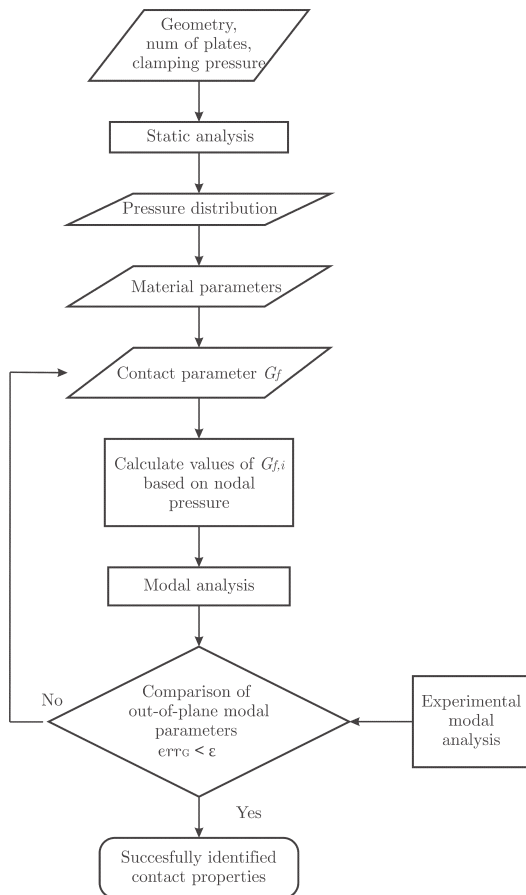 Geometry,
num of plates,
clamping pressure
Static analysis
Pressure distribution
Material parameters
Contact parameter Gf
Calculate values of Gf,i
based on nodal
pressure
Modal analysis
No
Comparison of
out-of-plane modal
parameters
errG < ε
Experimental
modal
analysis
Yes
Succesfully identified
contact properties